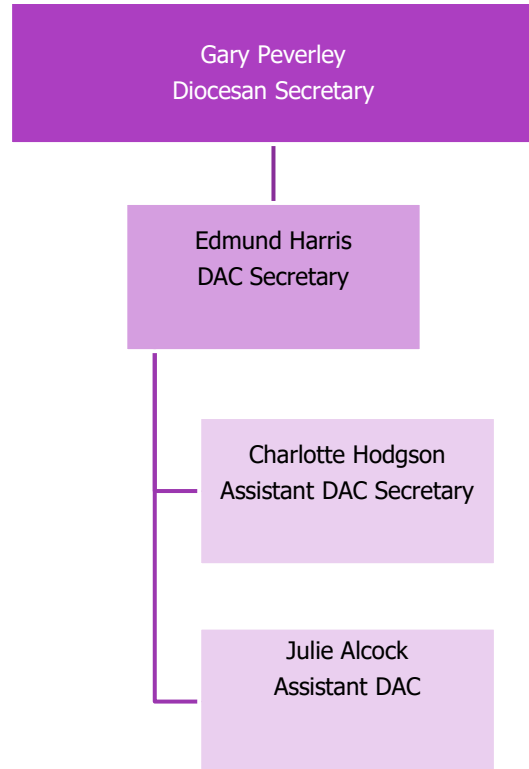 Gary Peverley
Diocesan Secretary
Edmund Harris
DAC Secretary
Charlotte Hodgson
Assistant DAC Secretary
Julie Alcock
Assistant DAC